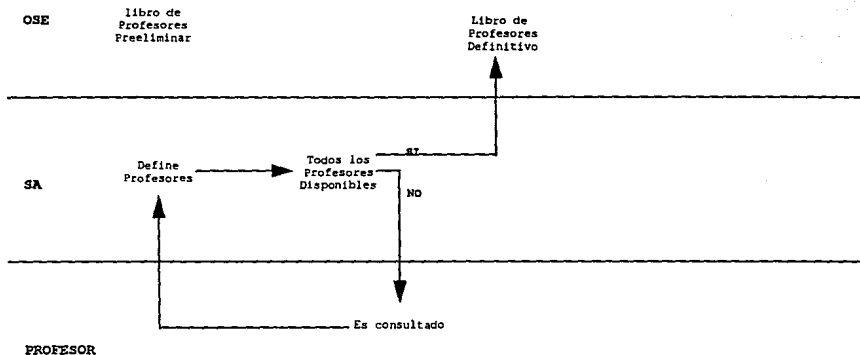 OSE
libro de
Profesores
Preeliminar
Libro de
Profesores
Definitivo
SA
Define
Profesores
Todos los
Profesores
Disponibles
SI
NO
Es consultado
PROFESOR